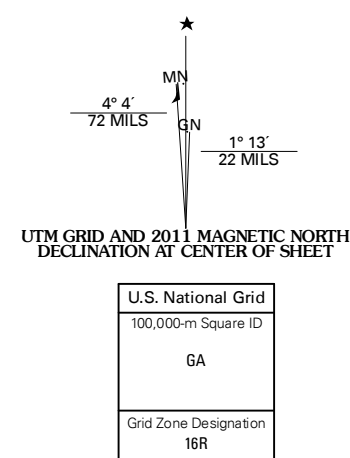 ★
MN
4° 4´
72 MILS
GN
1° 13´
22 MILS
UTM GRID AND 2011 MAGNETIC NORTH
DECLINATION AT CENTER OF SHEET
U.S. National Grid
100,000-m Square ID
GA
Grid Zone Designation
16R